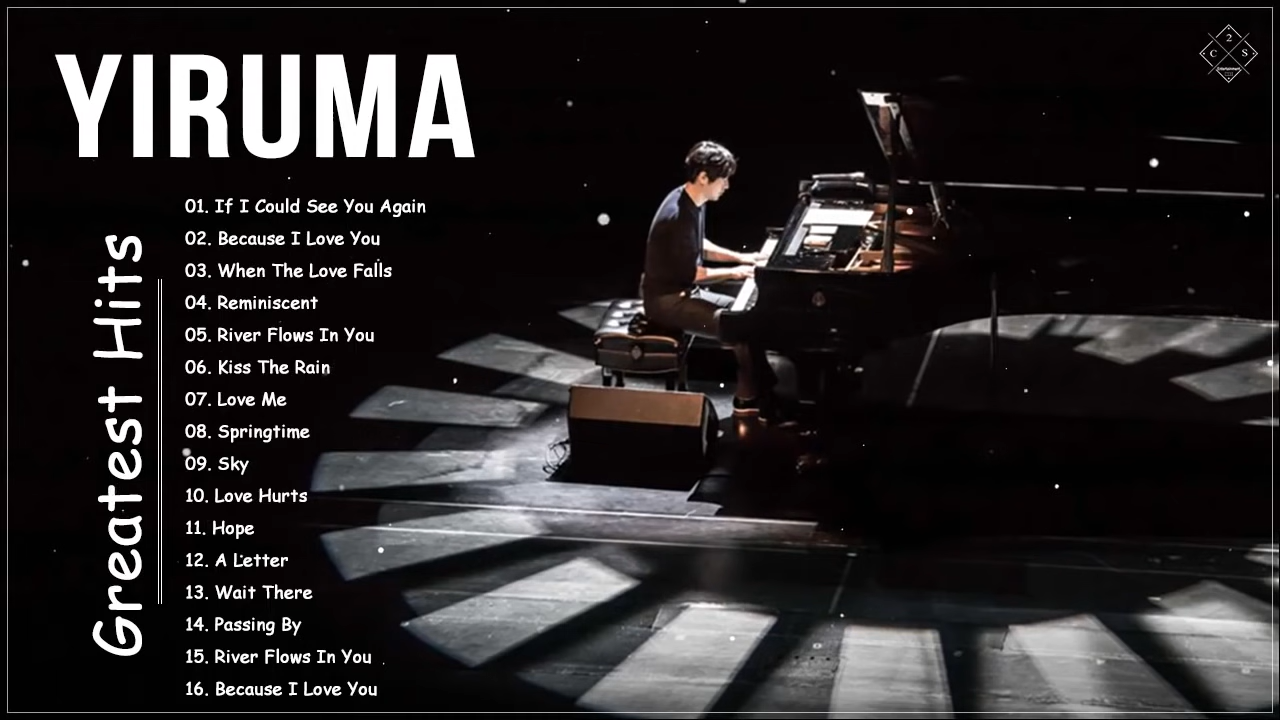 YIRUMA
Greatest Hits
01. If I Could See You Again
02. Because I Love You
03. When The Love Falls
04. Reminiscent
05. River Flows In You
06. Kiss The Rain
07. Love Me
08. Springtime
09. Sky
10. Love Hurts
11. Hope
12. A Letter
13. Wait There
14. Passing By
15. River Flows In You
16. Because I Love You
2
C S